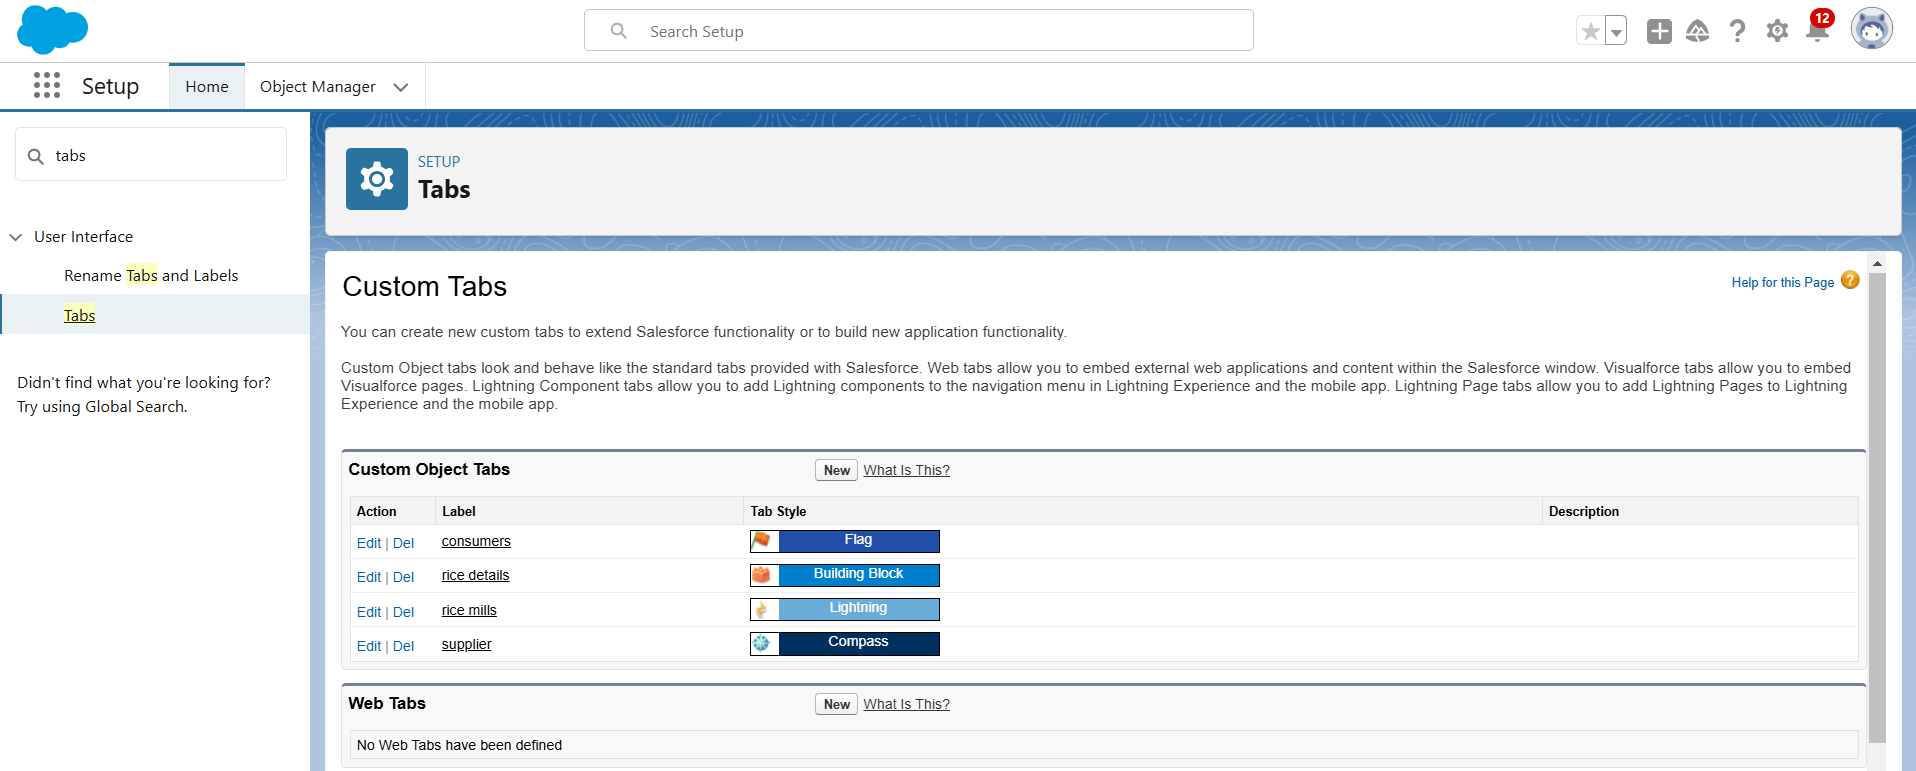 Search Setup
12
Setup
Home
Object Manager
tabs
User Interface
Rename Tabs and Labels
Tabs
Didn't find what you're looking for?
Try using Global Search.
SETUP
Tabs
Custom Tabs
Help for this Page
You can create new custom tabs to extend Salesforce functionality or to build new application functionality.
Custom Object tabs look and behave like the standard tabs provided with Salesforce. Web tabs allow you to embed external web applications and content within the Salesforce window. Visualforce tabs allow you to embed
Visualforce pages. Lightning Component tabs allow you to add Lightning components to the navigation menu in Lightning Experience and the mobile app. Lightning Page tabs allow you to add Lightning Pages to Lightning
Experience and the mobile app.
Custom Object Tabs New What Is This?
Action Label Tab Style Description
Edit | Del consumers Flag
Edit | Del rice details Building Block
Edit | Del rice mills Lightning
Edit | Del supplier Compass
Web Tabs New What Is This?
No Web Tabs have been defined